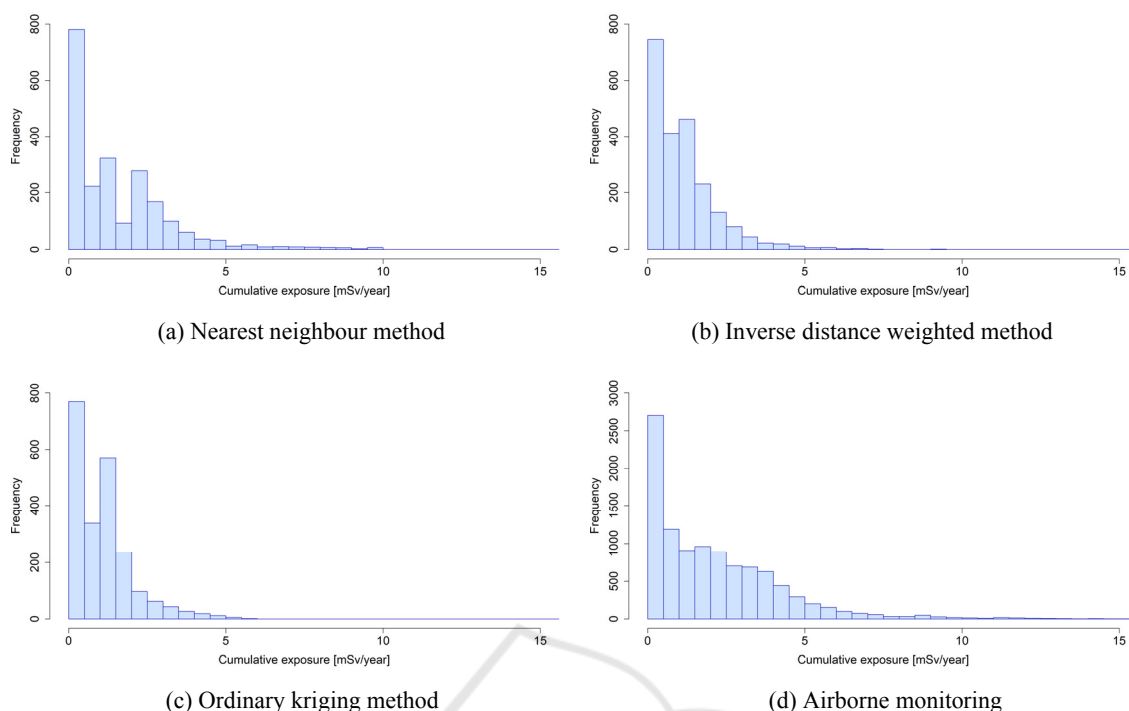 Frequency
0 200 400 600 800
0 5 10 15
Cumulative exposure [mSv/year]
(a) Nearest neighbour method
Frequency
0 200 400 600 800
0 5 10 15
Cumulative exposure [mSv/year]
(b) Inverse distance weighted method
Frequency
0 200 400 600 800
0 5 10 15
Cumulative exposure [mSv/year]
(c) Ordinary kriging method
Frequency
0 500 1000 1500 2000 2500 3000
0 5 10 15
Cumulative exposure [mSv/year]
(d) Airborne monitoring